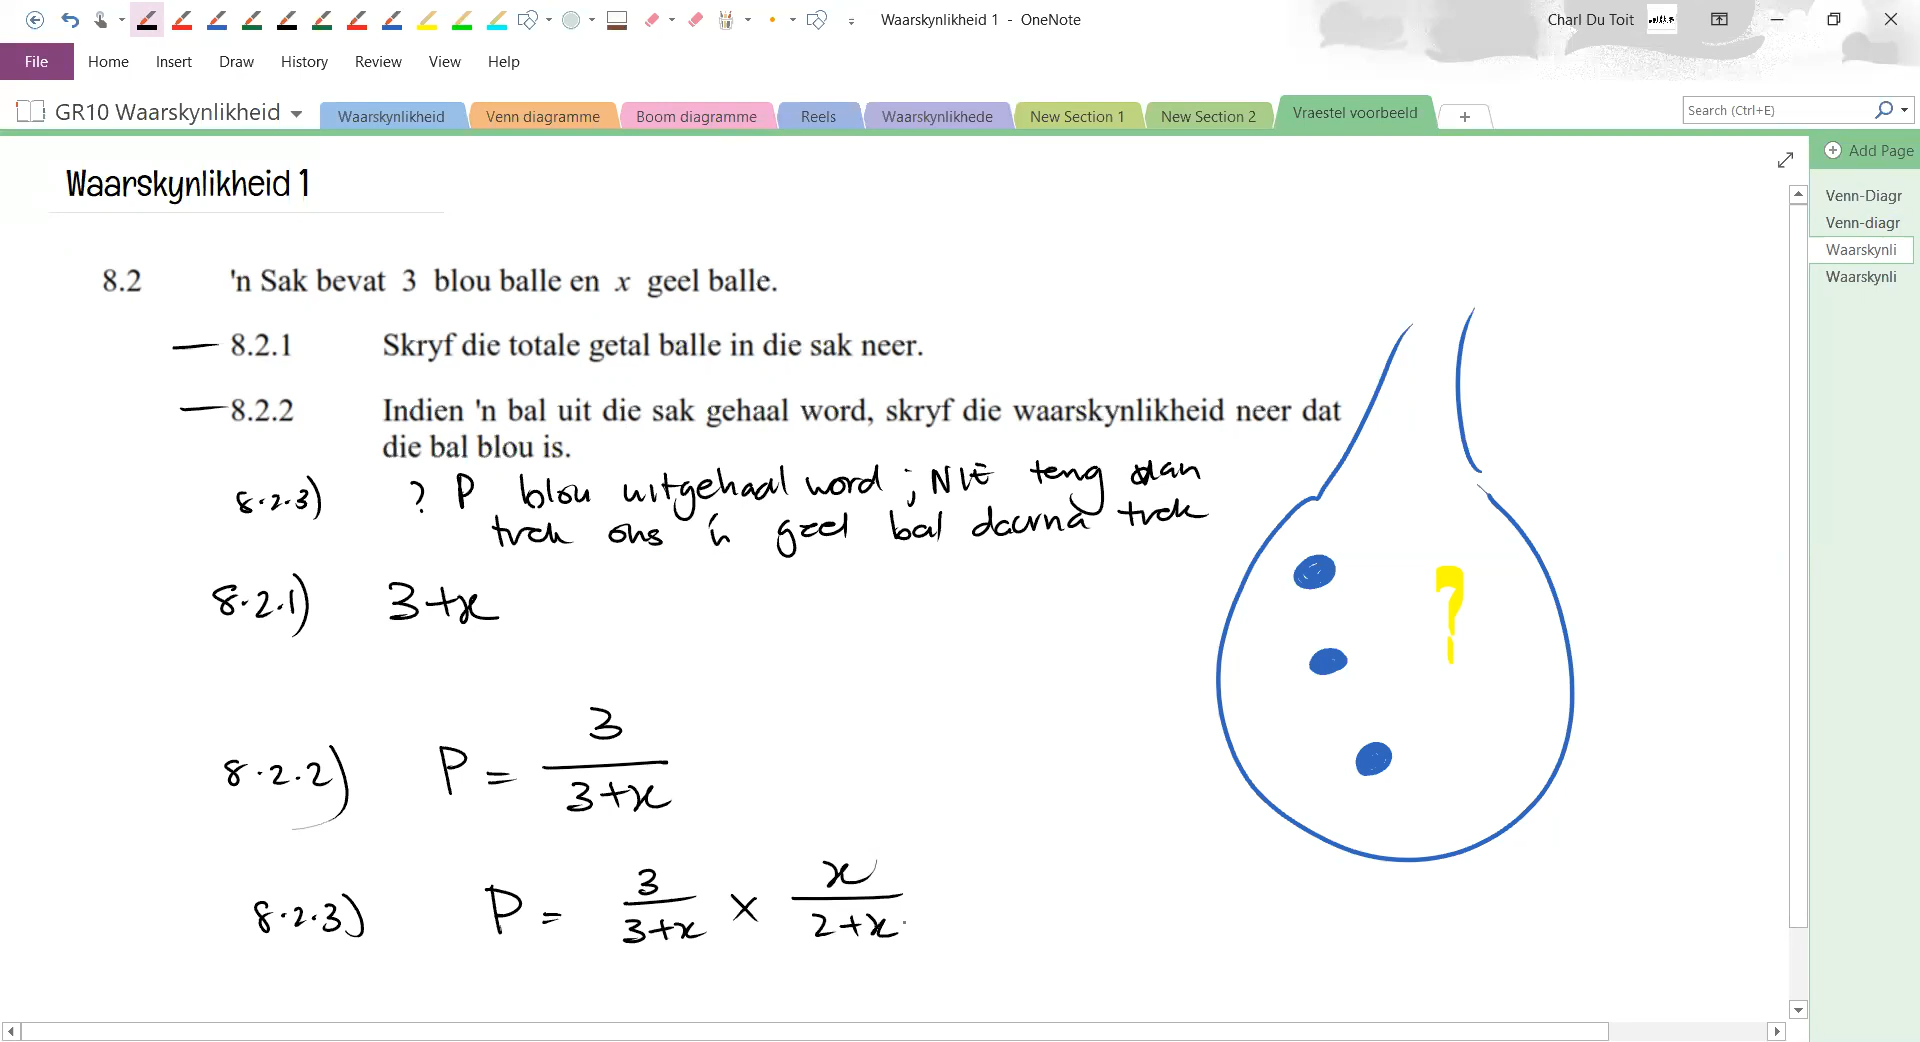 Waarskynlikheid 1 - OneNote
Charl Du Toit
File Home Insert Draw History Review View Help
GR10 Waarskynlikheid
Waarskynlikheid Venn diagramme Boom diagramme Reels Waarskynlikhede New Section 1 New Section 2 Vraestel voorbeeld +
Search (Ctrl+E)
Add Page
Venn-Diagr
Venn-diagr
Waarskynli
Waarskynli
Waarskynlikheid 1
8.2 'n Sak bevat 3 blou balle en x geel balle.
8.2.1 Skryf die totale getal balle in die sak neer.
8.2.2 Indien 'n bal uit die sak gehaal word, skryf die waarskynlikheid neer dat
die bal blou is.
8.2.3) ? P blou uitgehaal word ; NIE terug dan
trek ons 'n geel bal daarna trek
8.2.1) 3+x
8.2.2) P = 3/(3+x)
8.2.3) P = 3/(3+x) × x/(2+x)
?